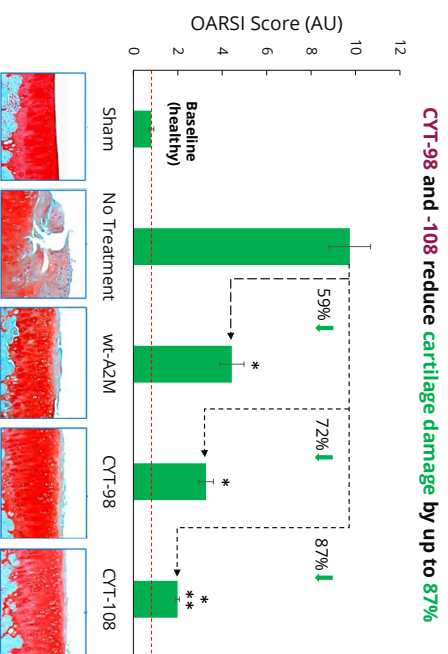 CYT-98 and -108 reduce cartilage damage by up to 87%
OARSI Score (AU)
12
10
8
6
4
2
0
Baseline
(healthy)
59%
72%
87%
*
*
*
**
Sham
No Treatment
wt-A2M
CYT-98
CYT-108